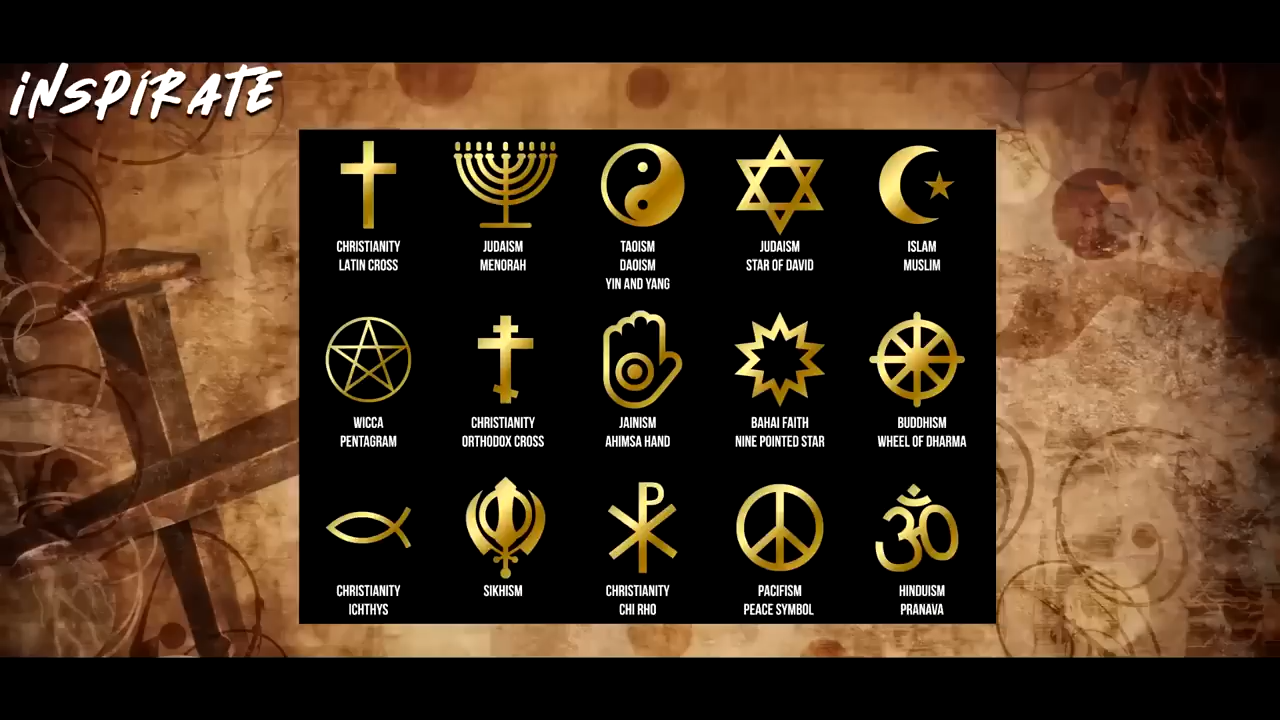 iNSPiRATE
CHRISTIANITY
LATIN CROSS
JUDAISM
MENORAH
TAOISM
DAOISM
YIN AND YANG
JUDAISM
STAR OF DAVID
ISLAM
MUSLIM
WICCA
PENTAGRAM
CHRISTIANITY
ORTHODOX CROSS
JAINISM
AHIMSA HAND
BAHAI FAITH
NINE POINTED STAR
BUDDHISM
WHEEL OF DHARMA
CHRISTIANITY
ICHTHYS
SIKHISM
CHRISTIANITY
CHI RHO
PACIFISM
PEACE SYMBOL
HINDUISM
PRANAVA